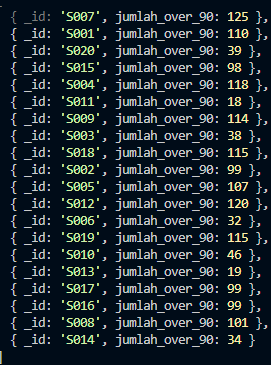 { _id: 'S007', jumlah_over_90: 125 },
{ _id: 'S001', jumlah_over_90: 110 },
{ _id: 'S020', jumlah_over_90: 39 },
{ _id: 'S015', jumlah_over_90: 98 },
{ _id: 'S004', jumlah_over_90: 118 },
{ _id: 'S011', jumlah_over_90: 18 },
{ _id: 'S009', jumlah_over_90: 114 },
{ _id: 'S003', jumlah_over_90: 38 },
{ _id: 'S018', jumlah_over_90: 115 },
{ _id: 'S002', jumlah_over_90: 99 },
{ _id: 'S005', jumlah_over_90: 107 },
{ _id: 'S012', jumlah_over_90: 120 },
{ _id: 'S006', jumlah_over_90: 32 },
{ _id: 'S019', jumlah_over_90: 115 },
{ _id: 'S010', jumlah_over_90: 46 },
{ _id: 'S013', jumlah_over_90: 19 },
{ _id: 'S017', jumlah_over_90: 99 },
{ _id: 'S016', jumlah_over_90: 99 },
{ _id: 'S008', jumlah_over_90: 101 },
{ _id: 'S014', jumlah_over_90: 34 }